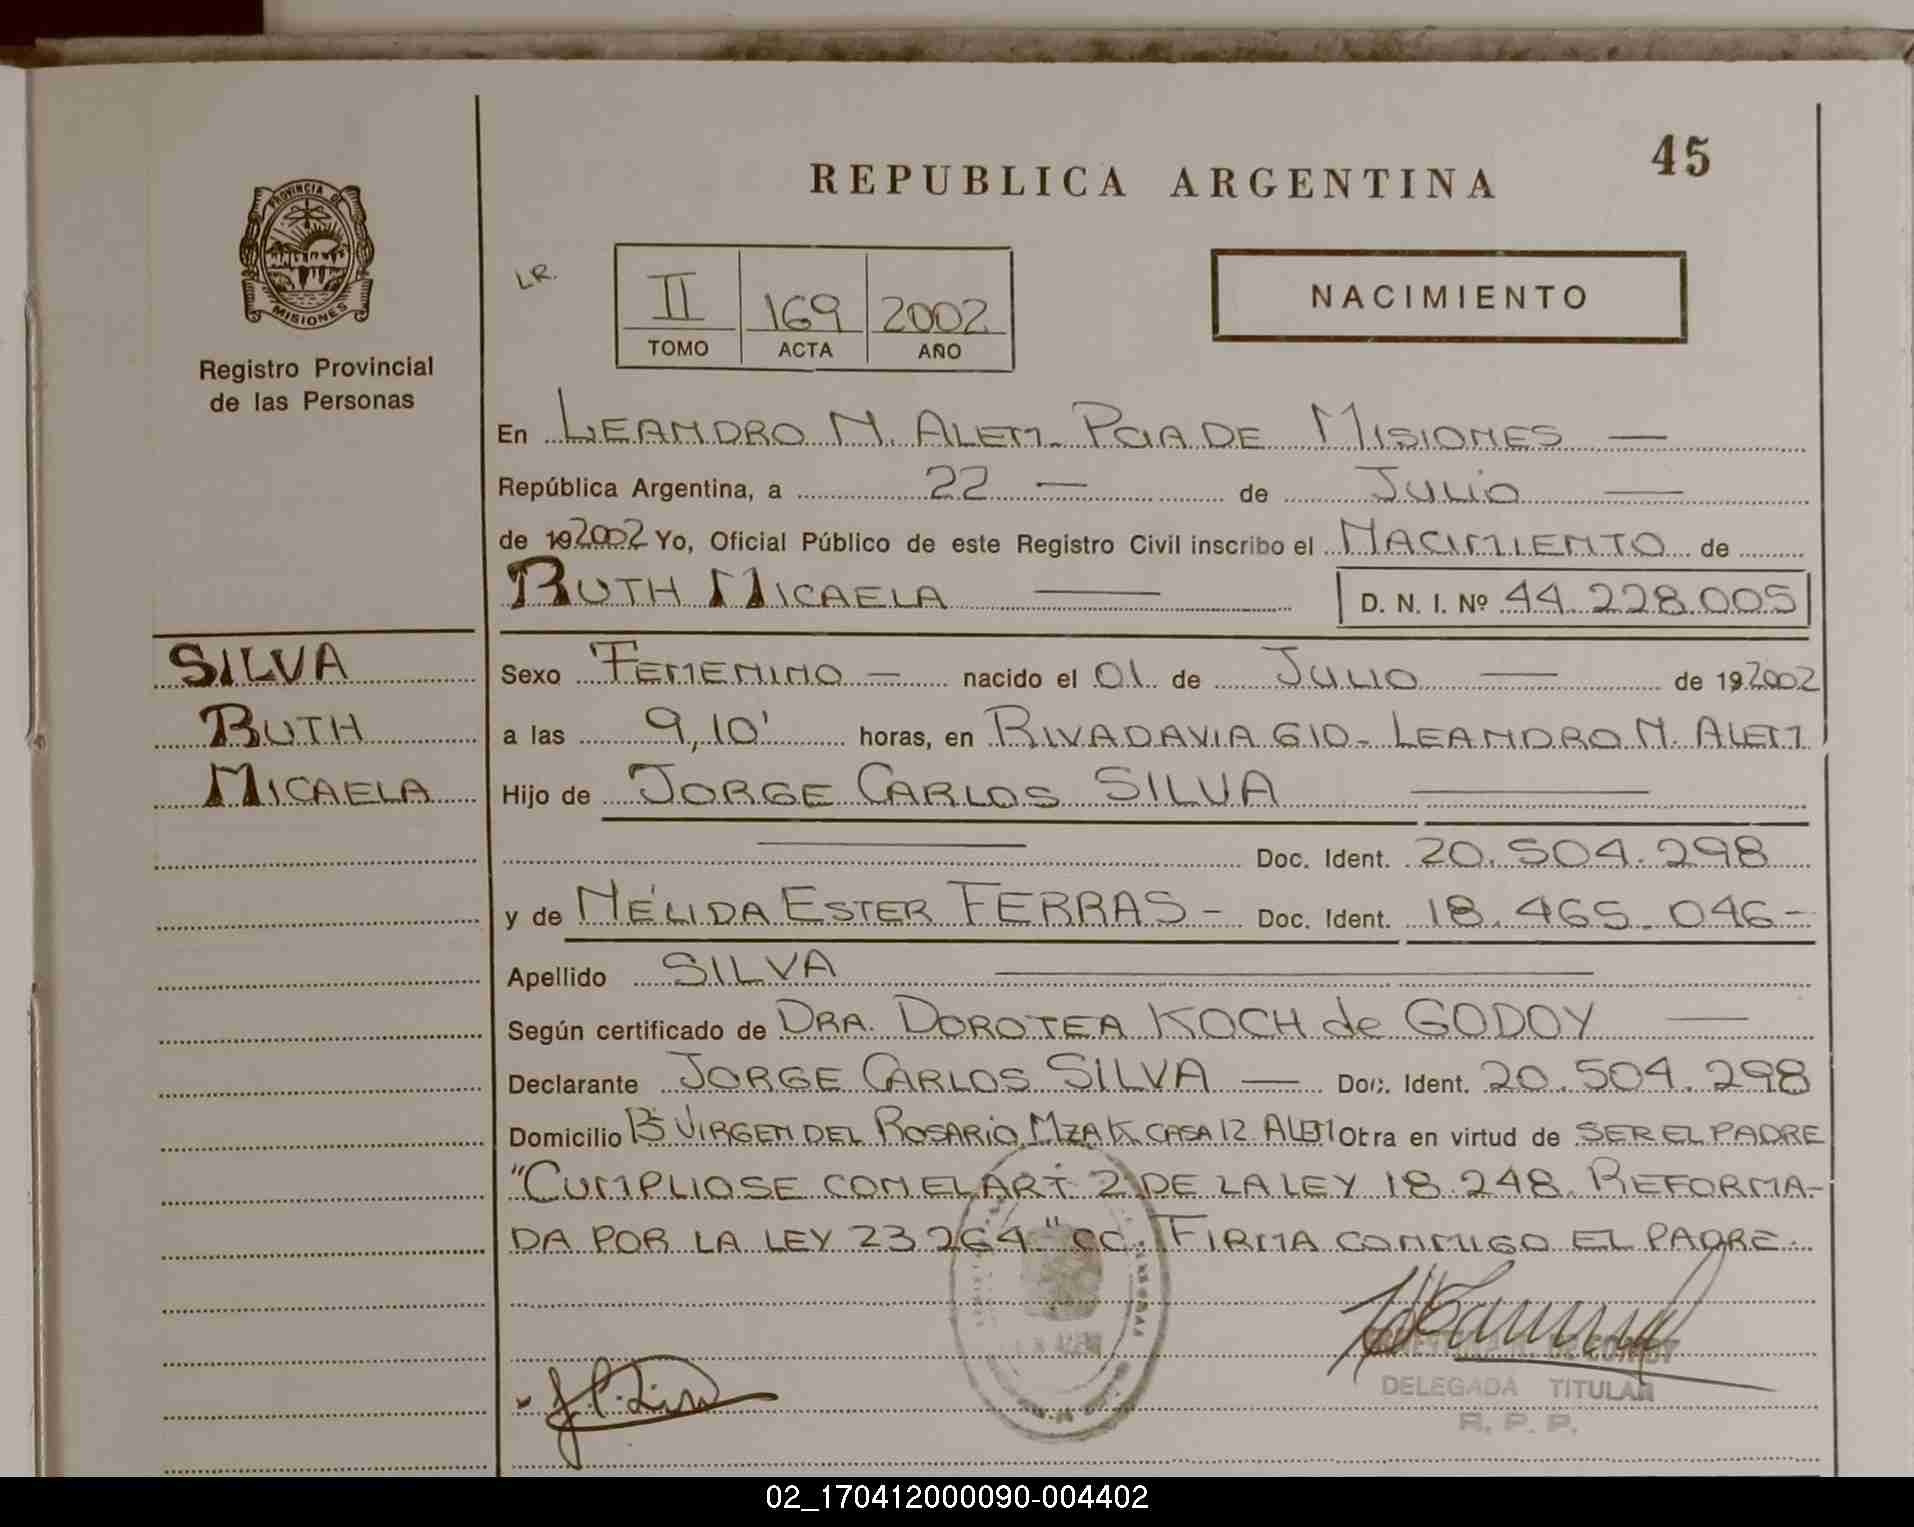 45
REPUBLICA ARGENTINA
PROVINCIA DE
MISIONES
Registro Provincial
de las Personas
LR.
II 169 2002
TOMO ACTA AÑO
NACIMIENTO
En LEANDRO N. ALEM - PCIA DE MISIONES —
República Argentina, a 22 — de JULIO —
de 19 2002 Yo, Oficial Público de este Registro Civil inscribo el NACIMIENTO de
RUTH MICAELA — D. N. I. Nº 44.228.005
SILVA
RUTH
MICAELA
Sexo FEMENINO — nacido el 01 de JULIO — de 19 2002
a las 9,10' horas, en RIVADAVIA 610 - LEANDRO N. ALEM
Hijo de JORGE CARLOS SILVA —
— Doc. Ident. 20.504.298
y de NÉLIDA ESTER FERRAS - Doc. Ident. 18.465.046 -
Apellido SILVA —
Según certificado de DRA. DOROTEA KOCH de GODOY —
Declarante JORGE CARLOS SILVA — Doc. Ident. 20.504.298
Domicilio Bº VIRGEN DEL ROSARIO MZA K CASA 12 ALEM Obra en virtud de SER EL PADRE
"CUMPLIOSE CON EL ART 2 DE LA LEY 18.248 REFORMA-
DA POR LA LEY 23264" CC. FIRMA CONMIGO EL PADRE.
DELEGADA TITULAR
R. P. P.
02_170412000090-004402